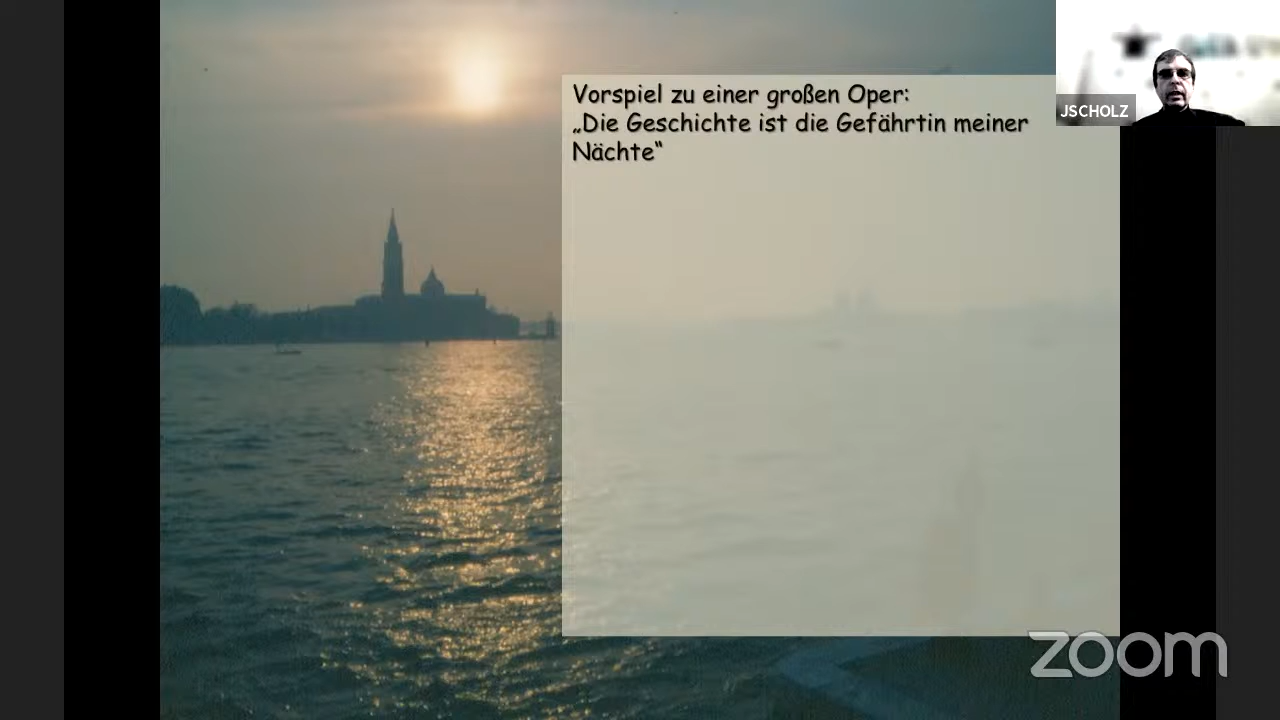 Vorspiel zu einer großen Oper:
„Die Geschichte ist die Gefährtin meiner
Nächte“
JSCHOLZ
zoom